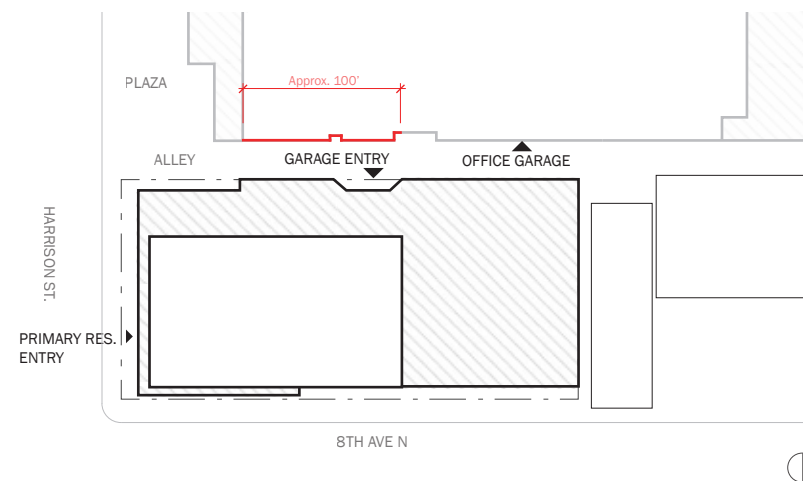 Approx. 100'
PLAZA
ALLEY
GARAGE ENTRY
OFFICE GARAGE
HARRISON ST.
PRIMARY RES.
ENTRY
8TH AVE N